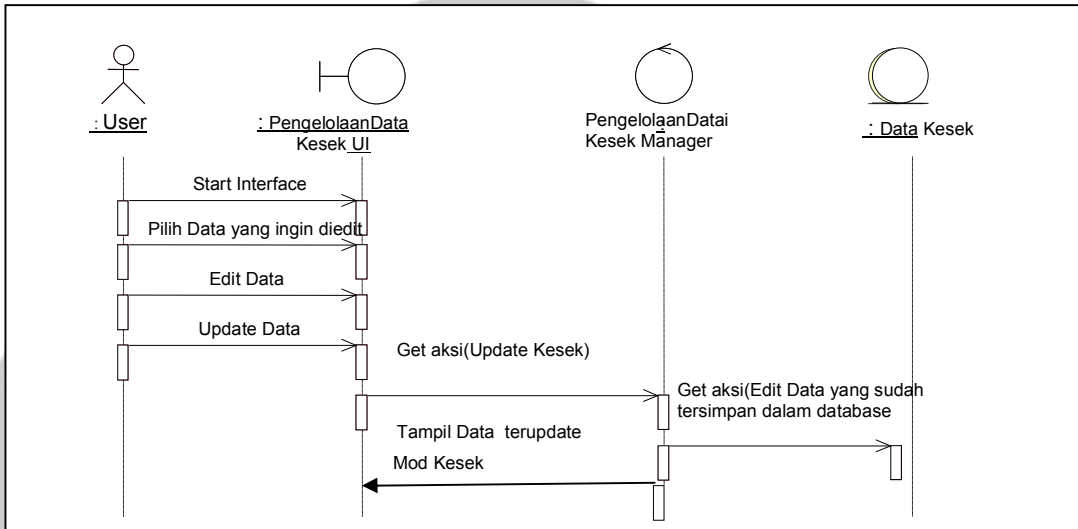 : User
: PengelolaanData
Kesek UI
PengelolaanDatai
:
Kesek Manager
: Data Kesek
Start Interface
Pilih Data yang ingin diedit
Edit Data
Update Data
Get aksi(Update Kesek)
Get aksi(Edit Data yang sudah
tersimpan dalam database
Tampil Data terupdate
Mod Kesek